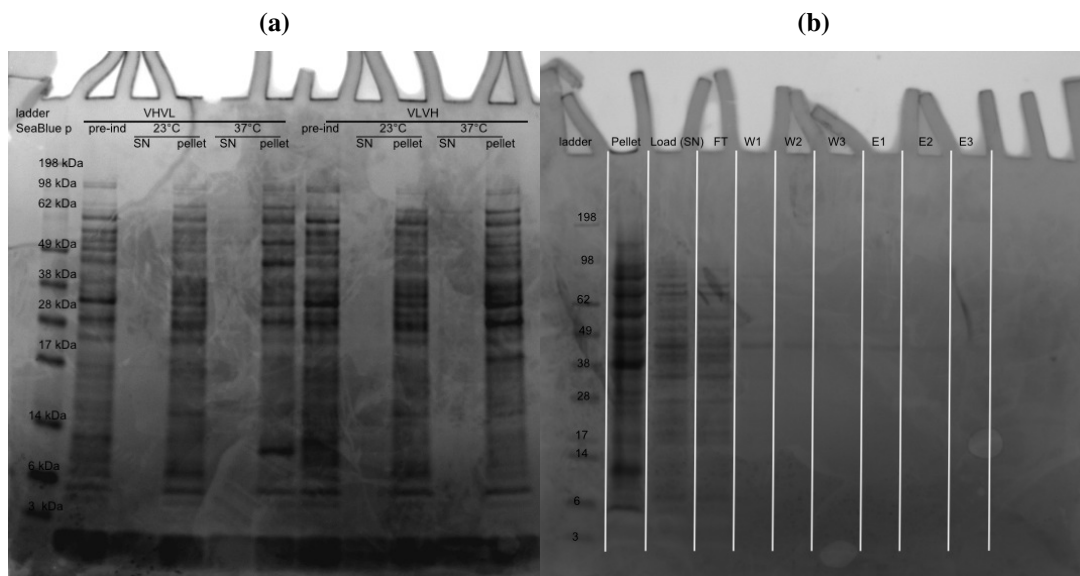 (a)
(b)
ladder VHVL VLVH
SeaBlue p pre-ind 23°C 37°C pre-ind 23°C 37°C
SN pellet SN pellet SN pellet SN pellet
198 kDa
98 kDa
62 kDa
49 kDa
38 kDa
28 kDa
17 kDa
14 kDa
6 kDa
3 kDa
ladder Pellet Load (SN) FT W1 W2 W3 E1 E2 E3
198
98
62
49
38
28
17
14
6
3